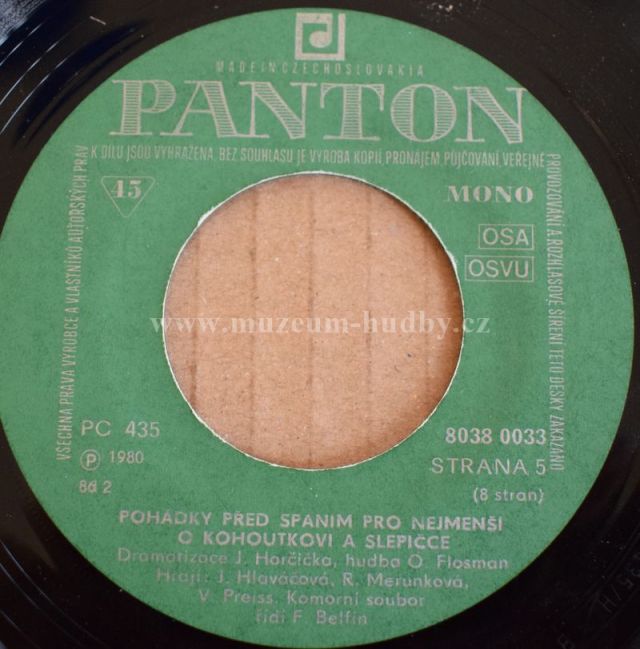 MADE IN CZECHOSLOVAKIA
PANTON
VŠECHNA PRÁVA VÝROBCE A VLASTNÍKŮ AUTORSKÝCH PRÁV
K DÍLU JSOU VYHRAŽENA. BEZ SOUHLASU JE VÝROBA KOPIÍ PRONÁJEM, PŮJČOVÁNÍ VEŘEJNÉ
PROVOZOVÁNÍ A ROZHLASOVÉ ŠÍŘENÍ TÉTO DESKY ZAKÁZÁNO
45
MONO
OSA
OSVU
www.muzeum-hudby.cz
PC 435
8038 0033
Ⓟ 1980
STRANA 5
8d 2
(8 stran)
POHÁDKY PŘED SPANÍM PRO NEJMENŠÍ
O KOHOUTKOVI A SLEPIČCE
Dramatizace J. Horčička, hudba O. Flosman
Hrají: J. Hlaváčová, R. Merunková,
V. Preiss. Komorní soubor
řídí F. Belfín